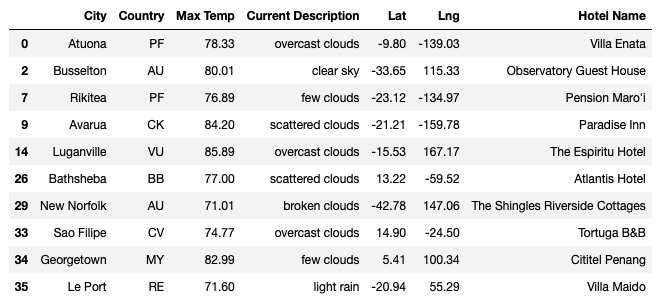 City Country Max Temp Current Description Lat Lng Hotel Name
0 Atuona PF 78.33 overcast clouds -9.80 -139.03 Villa Enata
2 Busselton AU 80.01 clear sky -33.65 115.33 Observatory Guest House
7 Rikitea PF 76.89 few clouds -23.12 -134.97 Pension Maro'i
9 Avarua CK 84.20 scattered clouds -21.21 -159.78 Paradise Inn
14 Luganville VU 85.89 overcast clouds -15.53 167.17 The Espiritu Hotel
26 Bathsheba BB 77.00 scattered clouds 13.22 -59.52 Atlantis Hotel
29 New Norfolk AU 71.01 broken clouds -42.78 147.06 The Shingles Riverside Cottages
33 Sao Filipe CV 74.77 overcast clouds 14.90 -24.50 Tortuga B&B
34 Georgetown MY 82.99 few clouds 5.41 100.34 Cititel Penang
35 Le Port RE 71.60 light rain -20.94 55.29 Villa Maido